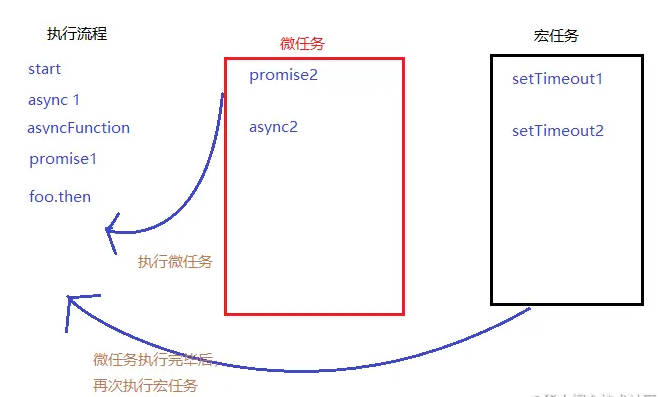 执行流程
微任务
宏任务
start
async 1
asyncFunction
promise1
foo.then
promise2
async2
setTimeout1
setTimeout2
执行微任务
微任务执行完毕后,
再次执行宏任务